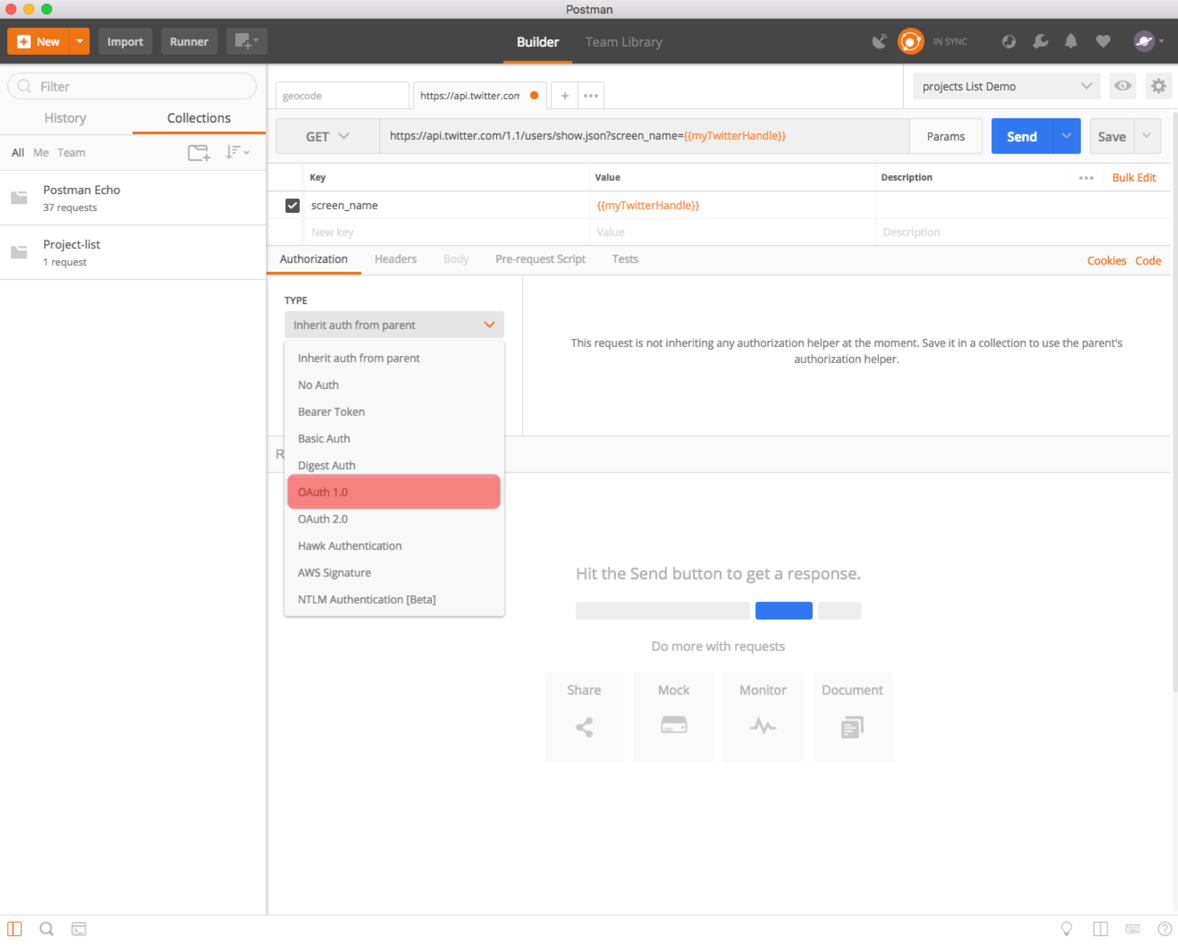 Postman
New
Import
Runner
Builder
Team Library
IN SYNC
Filter
History
Collections
All Me Team
Postman Echo
37 requests
Project-list
1 request
geocode
https://api.twitter.com
+
•••
projects List Demo
GET
https://api.twitter.com/1.1/users/show.json?screen_name={{myTwitterHandle}}
Params
Send
Save
Key
Value
Description
•••
Bulk Edit
screen_name
{{myTwitterHandle}}
New key
Value
Description
Authorization
Headers
Body
Pre-request Script
Tests
Cookies
Code
TYPE
Inherit auth from parent
Inherit auth from parent
No Auth
Bearer Token
Basic Auth
Digest Auth
OAuth 1.0
OAuth 2.0
Hawk Authentication
AWS Signature
NTLM Authentication [Beta]
This request is not inheriting any authorization helper at the moment. Save it in a collection to use the parent's
authorization helper.
Hit the Send button to get a response.
Do more with requests
Share
Mock
Monitor
Document